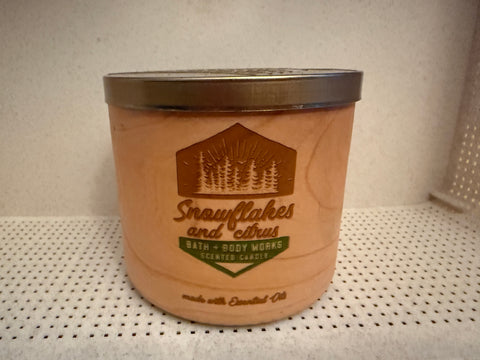 Snowflakes
and citrus
BATH + BODY WORKS
SCENTED CANDLE
made with Essential Oils